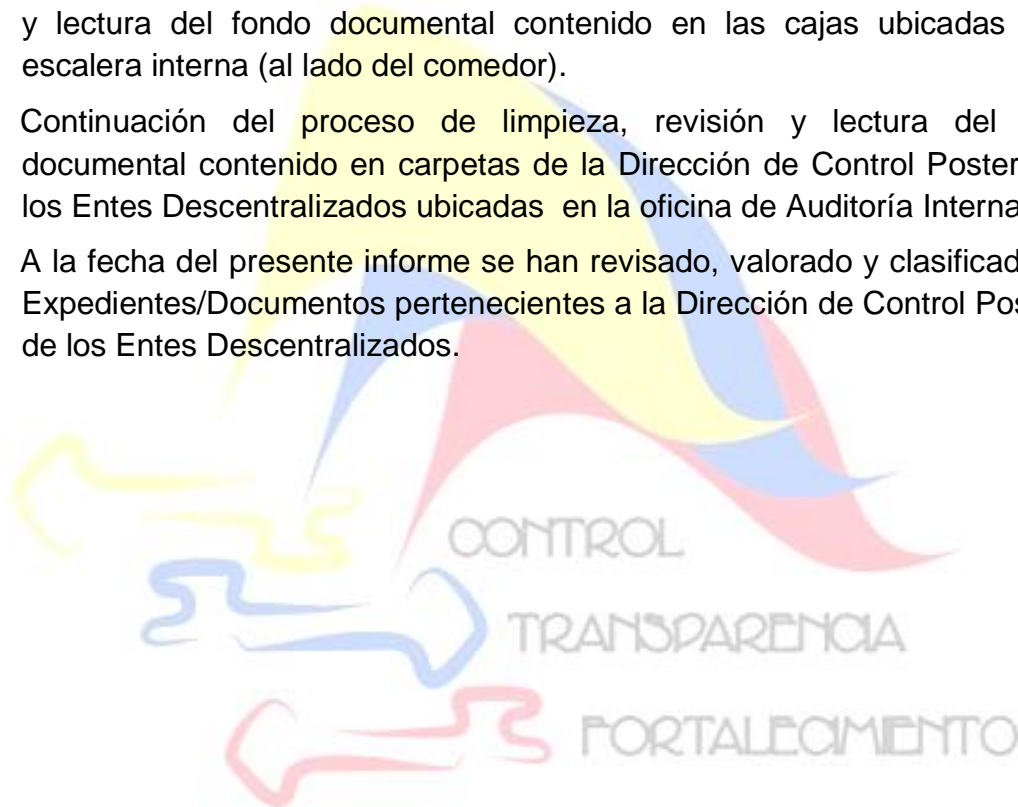 y lectura del fondo documental contenido en las cajas ubicadas
escalera interna (al lado del comedor).
Continuación del proceso de limpieza, revisión y lectura del
documental contenido en carpetas de la Dirección de Control Poster
los Entes Descentralizados ubicadas en la oficina de Auditoría Interna
A la fecha del presente informe se han revisado, valorado y clasificad
Expedientes/Documentos pertenecientes a la Dirección de Control Pos
de los Entes Descentralizados.
CONTROL
TRANSPARENCIA
FORTALECIMIENTO